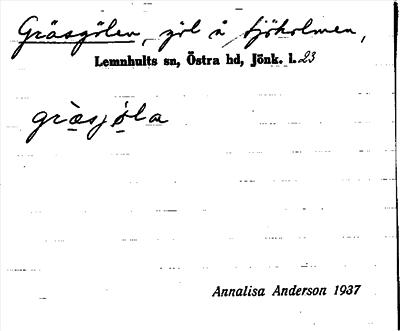 Gräsgölen, göl å Sjöholmen,
Lemnhults sn, Östra hd, Jönk. l. 23
gräsjöla
Annalisa Anderson 1937